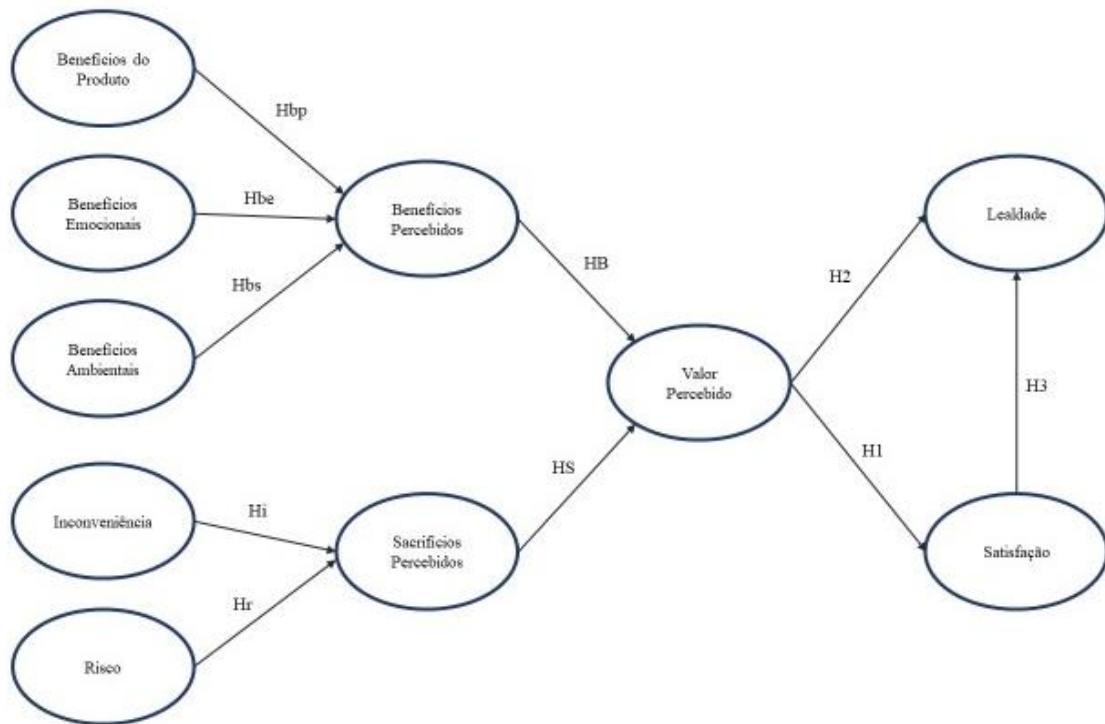 Benefícios do
Produto
Hbp
Benefícios
Emocionais
Hbe
Benefícios
Percebidos
Lealdade
Hbs
HB
H2
Benefícios
Ambientais
Valor
Percebido
H3
HS
H1
Inconveniência
Hi
Sacrifícios
Percebidos
Satisfação
Hr
Risco